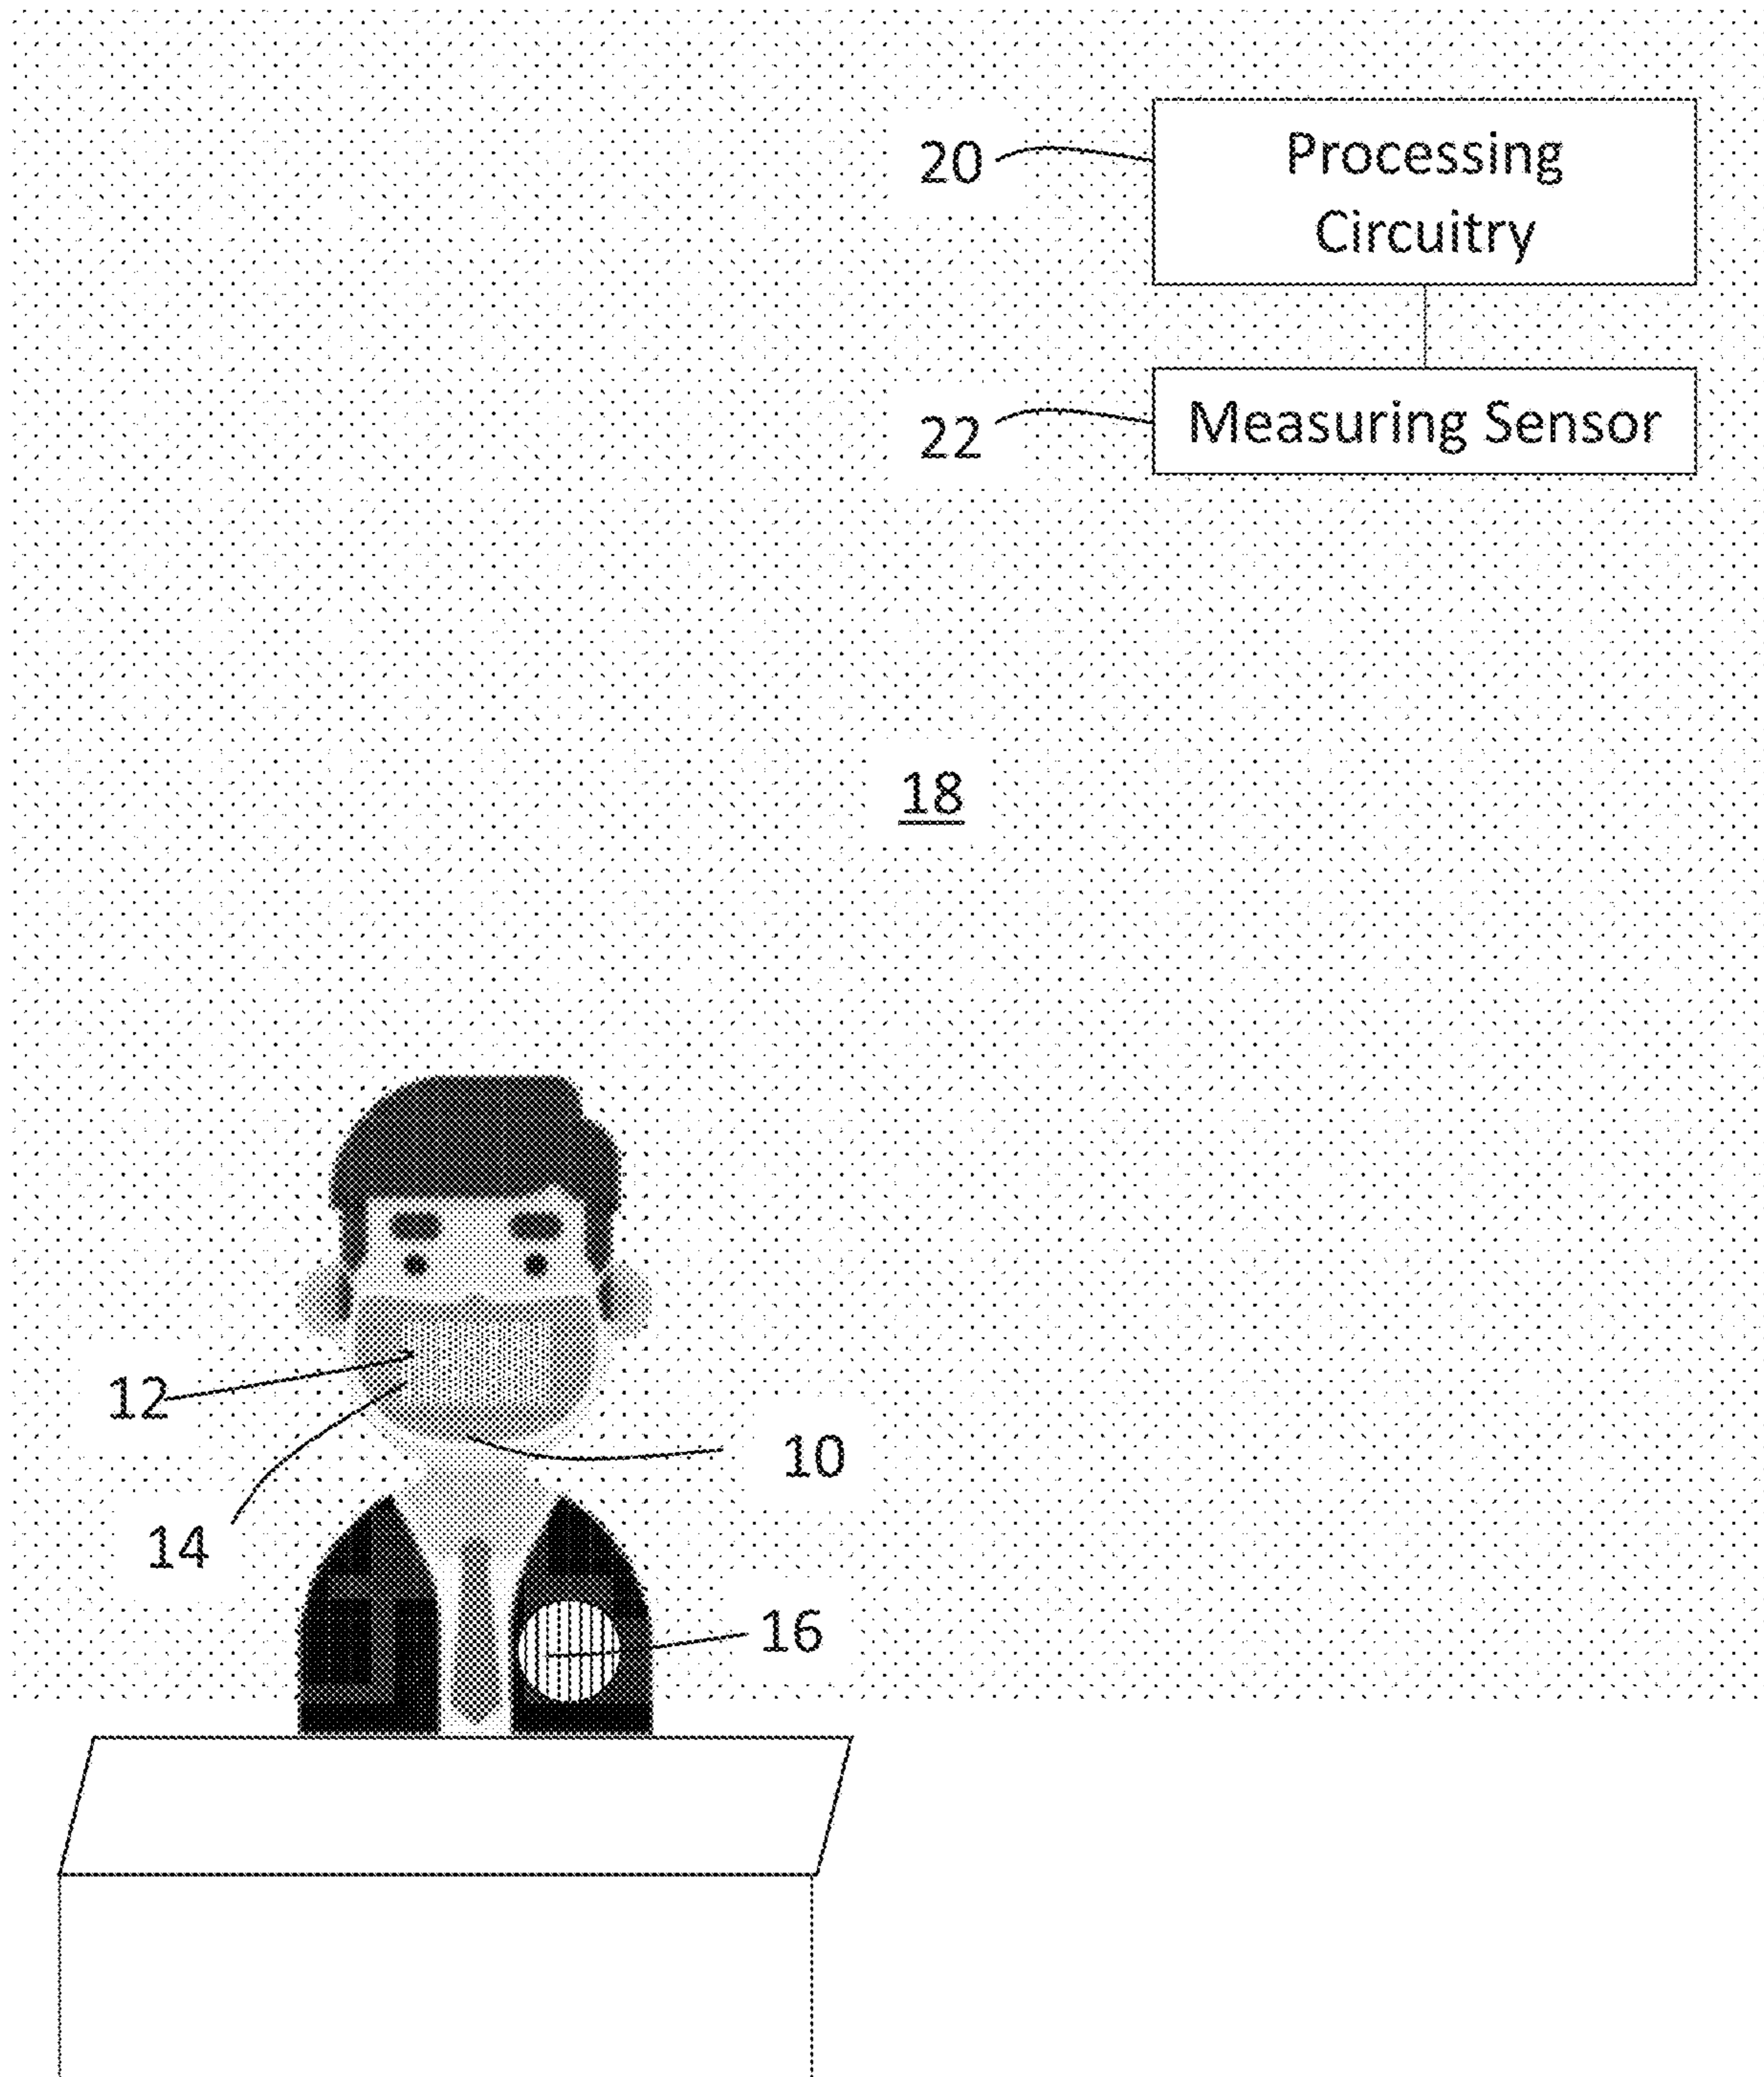 20
Processing
Circuitry
22
Measuring Sensor
18
12
10
14
16